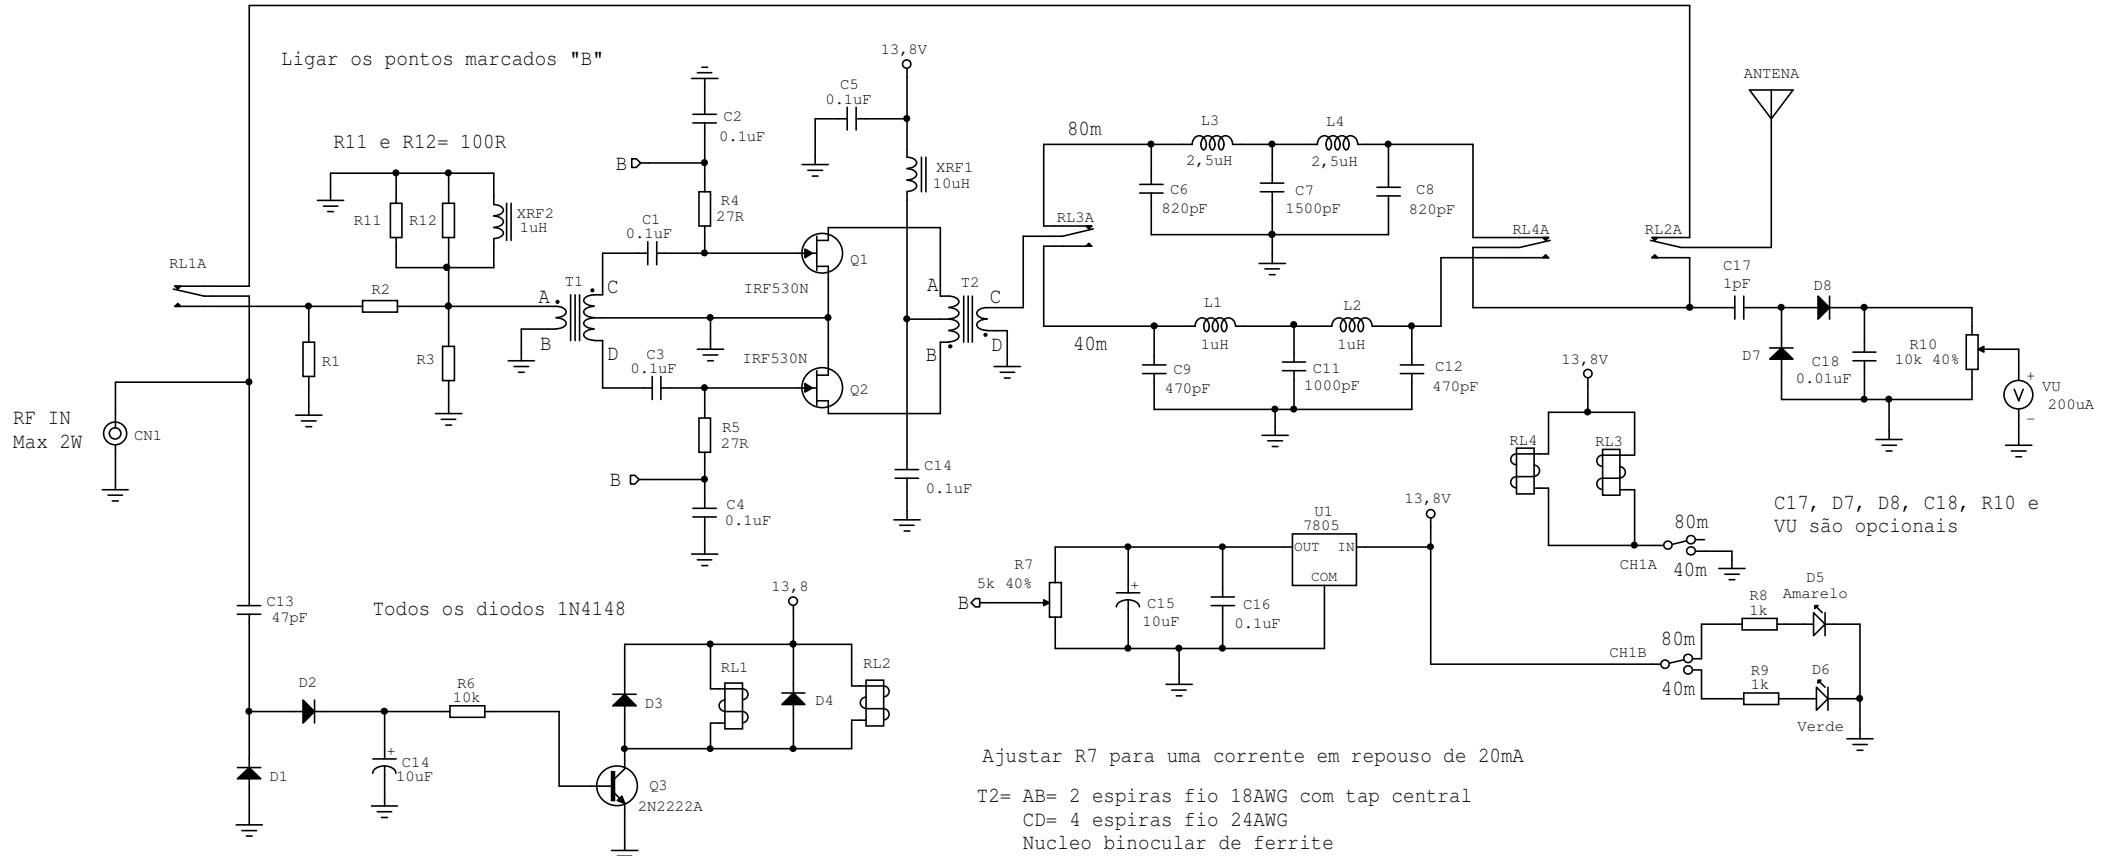 Ligar os pontos marcados "B"
13,8V
C5
0.1uF
ANTENA
C2
0.1uF
R11 e R12= 100R
80m
L3
2,5uH
L4
2,5uH
B
XRF1
10uH
R11
R12
XRF2
1uH
R4
27R
C6
820pF
C7
1500pF
C8
820pF
C1
0.1uF
RL3A
RL4A
RL2A
RL1A
Q1
IRF530N
C17
1pF
D8
R2
T1
A
B
C
D
T2
A
B
C
D
L1
1uH
L2
1uH
40m
R1
R3
C3
0.1uF
IRF530N
Q2
C9
470pF
C11
1000pF
C12
470pF
13,8V
D7
C18
0.01uF
R10
10k 40%
V
+
VU
200uA
-
RF IN
Max 2W
CN1
R5
27R
B
C4
0.1uF
C14
0.1uF
RL4
RL3
C17, D7, D8, C18, R10 e
VU são opcionais
13,8V
U1
7805
OUT
IN
COM
80m
CH1A
40m
R7
5k 40%
B
+
C15
10uF
C16
0.1uF
D5
Amarelo
R8
1k
80m
CH1B
40m
R9
1k
D6
Verde
C13
47pF
Todos os diodos 1N4148
13,8
RL1
RL2
D2
R6
10k
D3
D4
D1
+
C14
10uF
Q3
2N2222A
Ajustar R7 para uma corrente em repouso de 20mA
T2= AB= 2 espiras fio 18AWG com tap central
CD= 4 espiras fio 24AWG
Nucleo binocular de ferrite